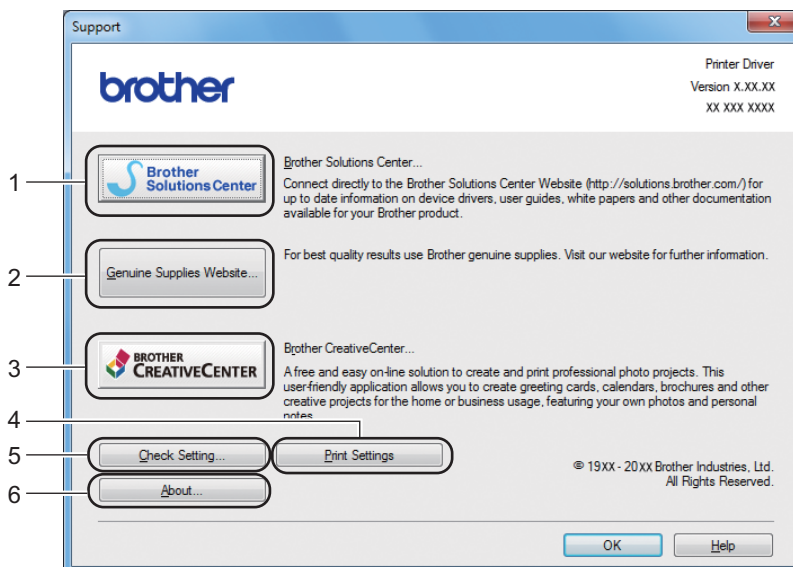 Support
brother
Printer Driver
Version X.XX.XX
XX XXX XXXX
1
Brother
Solutions Center
Brother Solutions Center...
Connect directly to the Brother Solutions Center Website (http://solutions.brother.com/) for
up to date information on device drivers, user guides, white papers and other documentation
available for your Brother product.
2
Genuine Supplies Website...
For best quality results use Brother genuine supplies. Visit our website for further information.
3
BROTHER
CREATIVECENTER
Brother CreativeCenter...
A free and easy on-line solution to create and print professional photo projects. This
user-friendly application allows you to create greeting cards, calendars, brochures and other
creative projects for the home or business usage, featuring your own photos and personal
notes.
4
5
Check Setting...
Print Settings
6
About...
© 19XX - 20XX Brother Industries, Ltd.
All Rights Reserved.
OK
Help